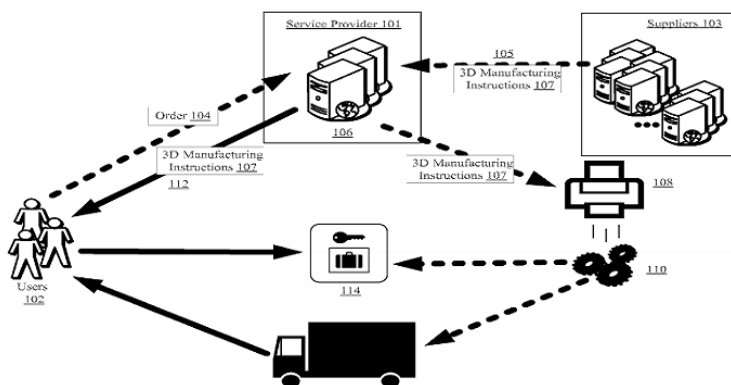 Service Provider 101
Suppliers 103
105
3D Manufacturing
Instructions 107
Order 104
106
3D Manufacturing
Instructions 107
112
3D Manufacturing
Instructions 107
108
Users
102
114
110